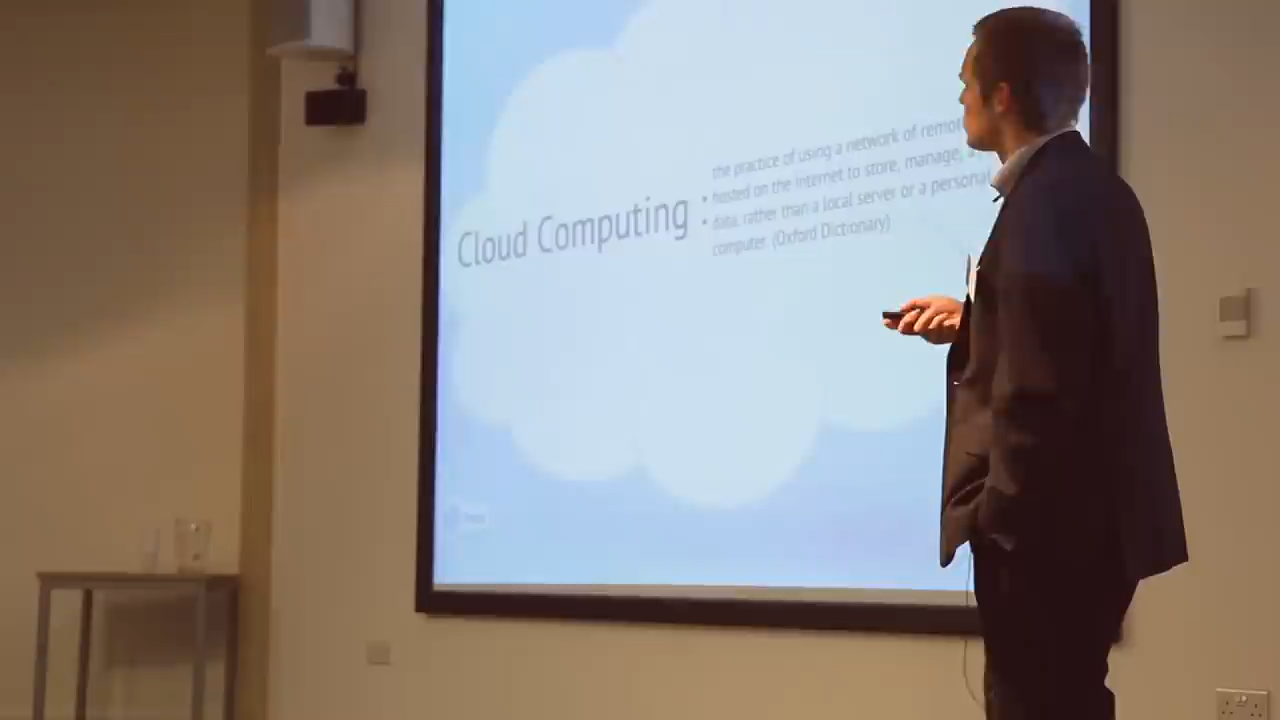 Cloud Computing
the practice of using a network of
• hosted on the Internet to store, manage,
• data, rather than a local server or a personal
computer. (Oxford Dictionary)